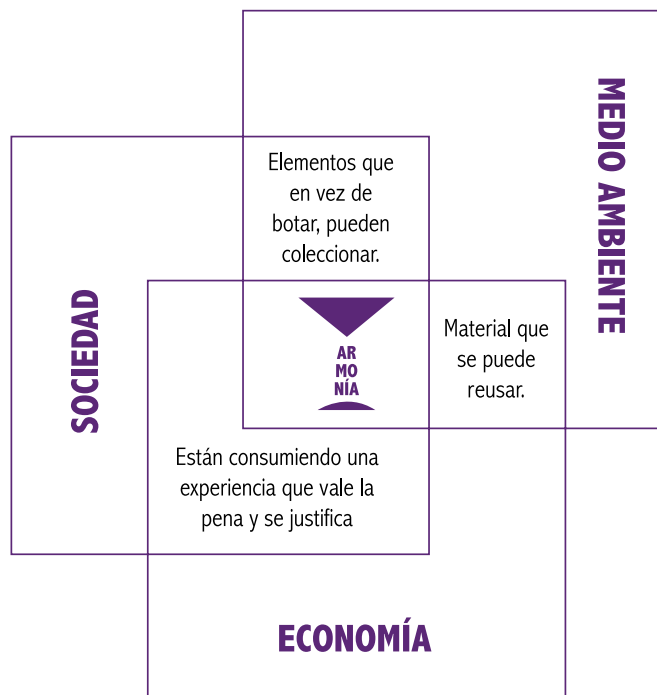 MEDIO AMBIENTE
Elementos que
en vez de
botar, pueden
coleccionar.
SOCIEDAD
AR
MO
NÍA
Material que
se puede
reusar.
Están consumiendo una
experiencia que vale la
pena y se justifica
ECONOMÍA